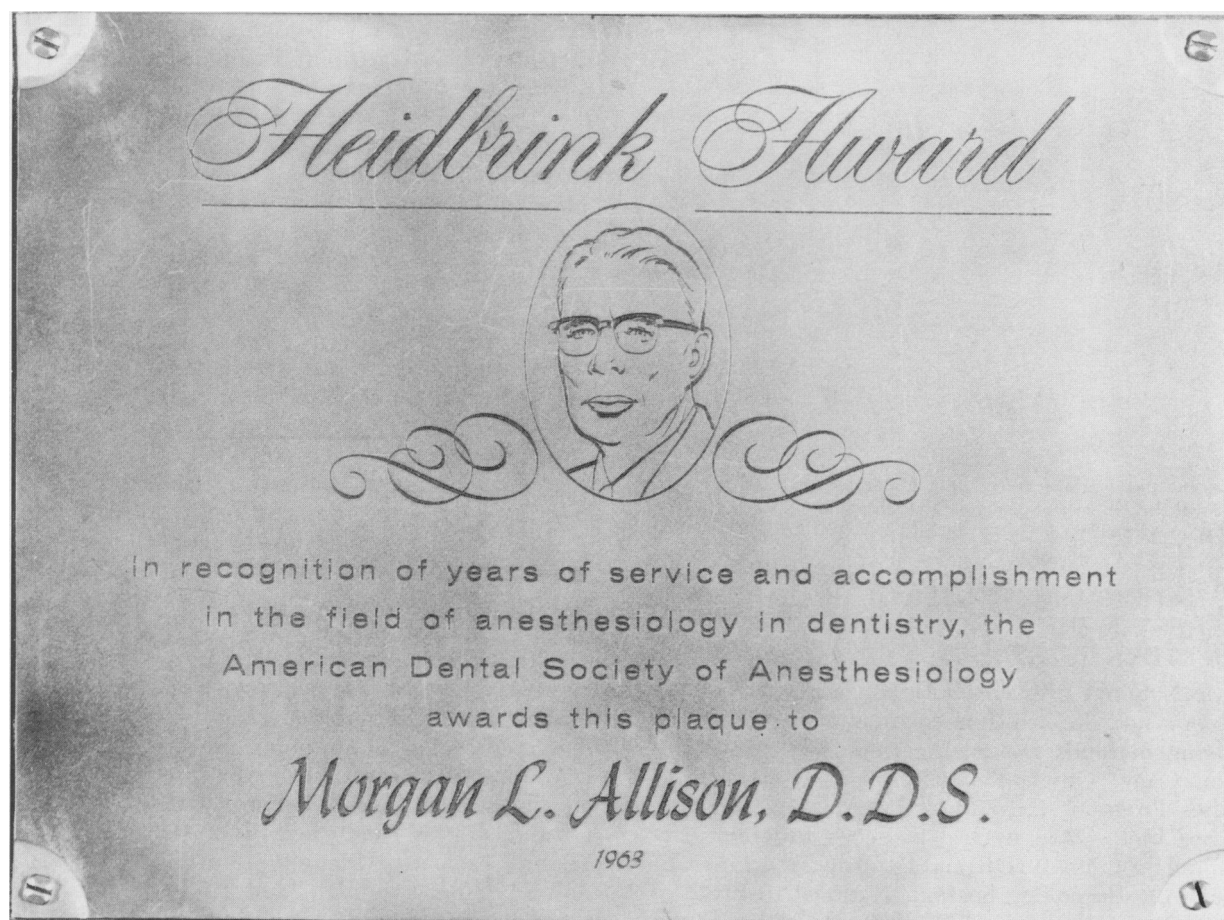 Heidbrink Award
In recognition of years of service and accomplishment
in the field of anesthesiology in dentistry, the
American Dental Society of Anesthesiology
awards this plaque to
Morgan L. Allison, D.D.S.
1963